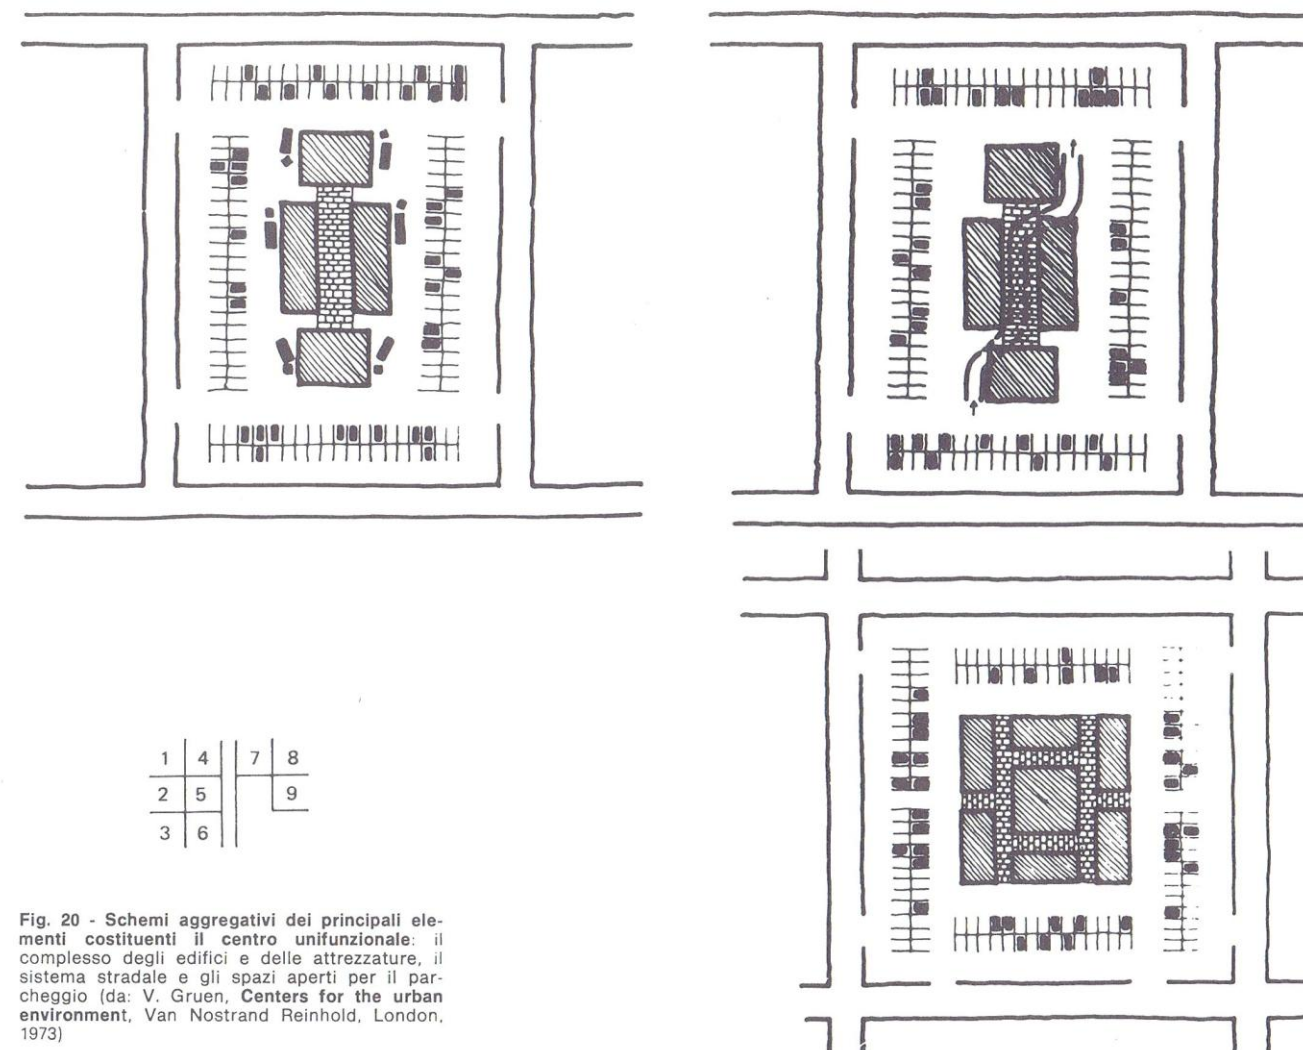 1 4 7 8
2 5 9
3 6
Fig. 20 - Schemi aggregativi dei principali ele-
menti costituenti il centro unifunzionale: il
complesso degli edifici e delle attrezzature, il
sistema stradale e gli spazi aperti per il par-
cheggio (da: V. Gruen, Centers for the urban
environment, Van Nostrand Reinhold, London,
1973)